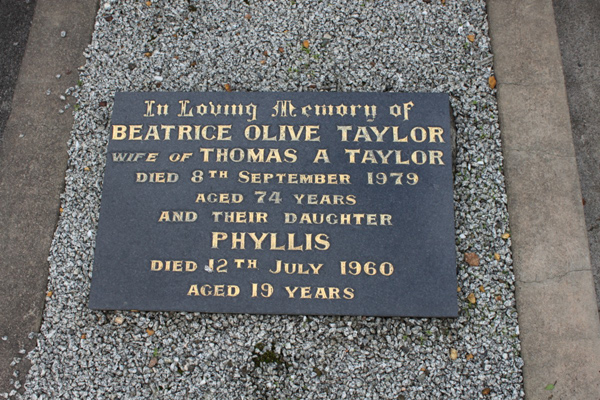 In Loving Memory of
BEATRICE OLIVE TAYLOR
WIFE OF THOMAS A TAYLOR
DIED 8TH SEPTEMBER 1979
AGED 74 YEARS
AND THEIR DAUGHTER
PHYLLIS
DIED 12TH JULY 1960
AGED 19 YEARS